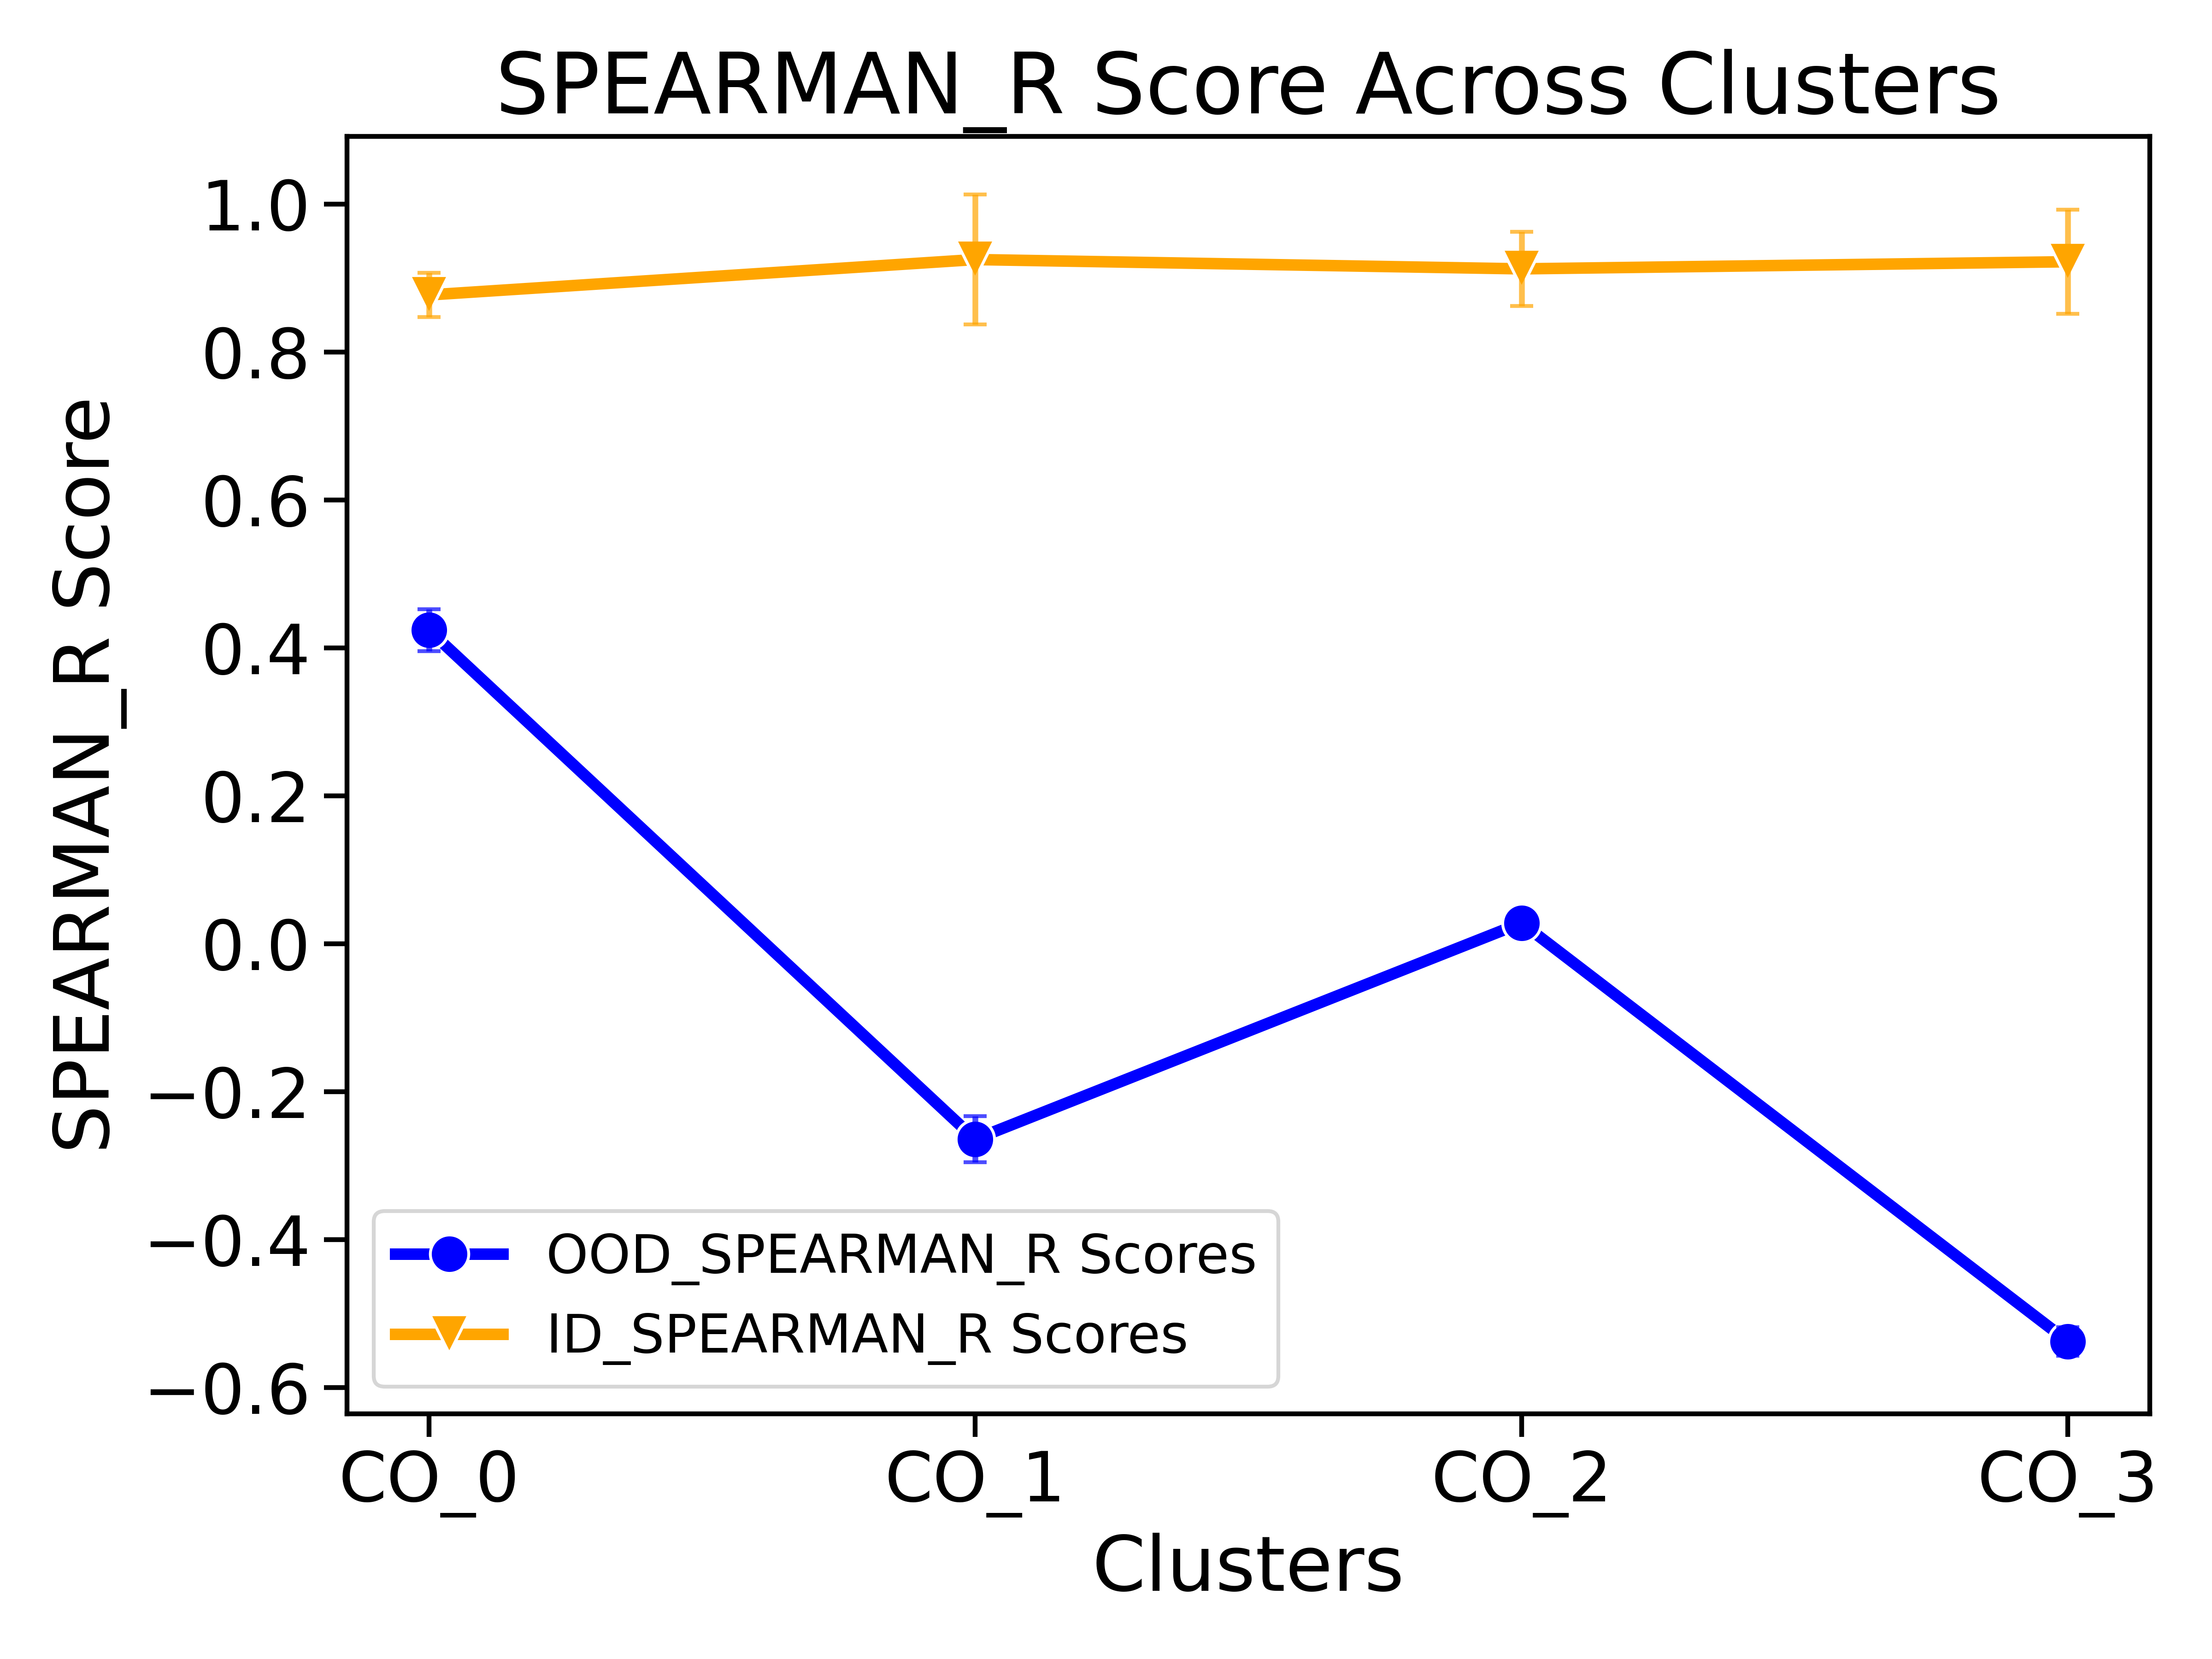 SPEARMAN_R Score Across Clusters
SPEARMAN_R Score
1.0
0.8
0.6
0.4
0.2
0.0
−0.2
−0.4
−0.6
OOD_SPEARMAN_R Scores
ID_SPEARMAN_R Scores
CO_0 CO_1 CO_2 CO_3
Clusters